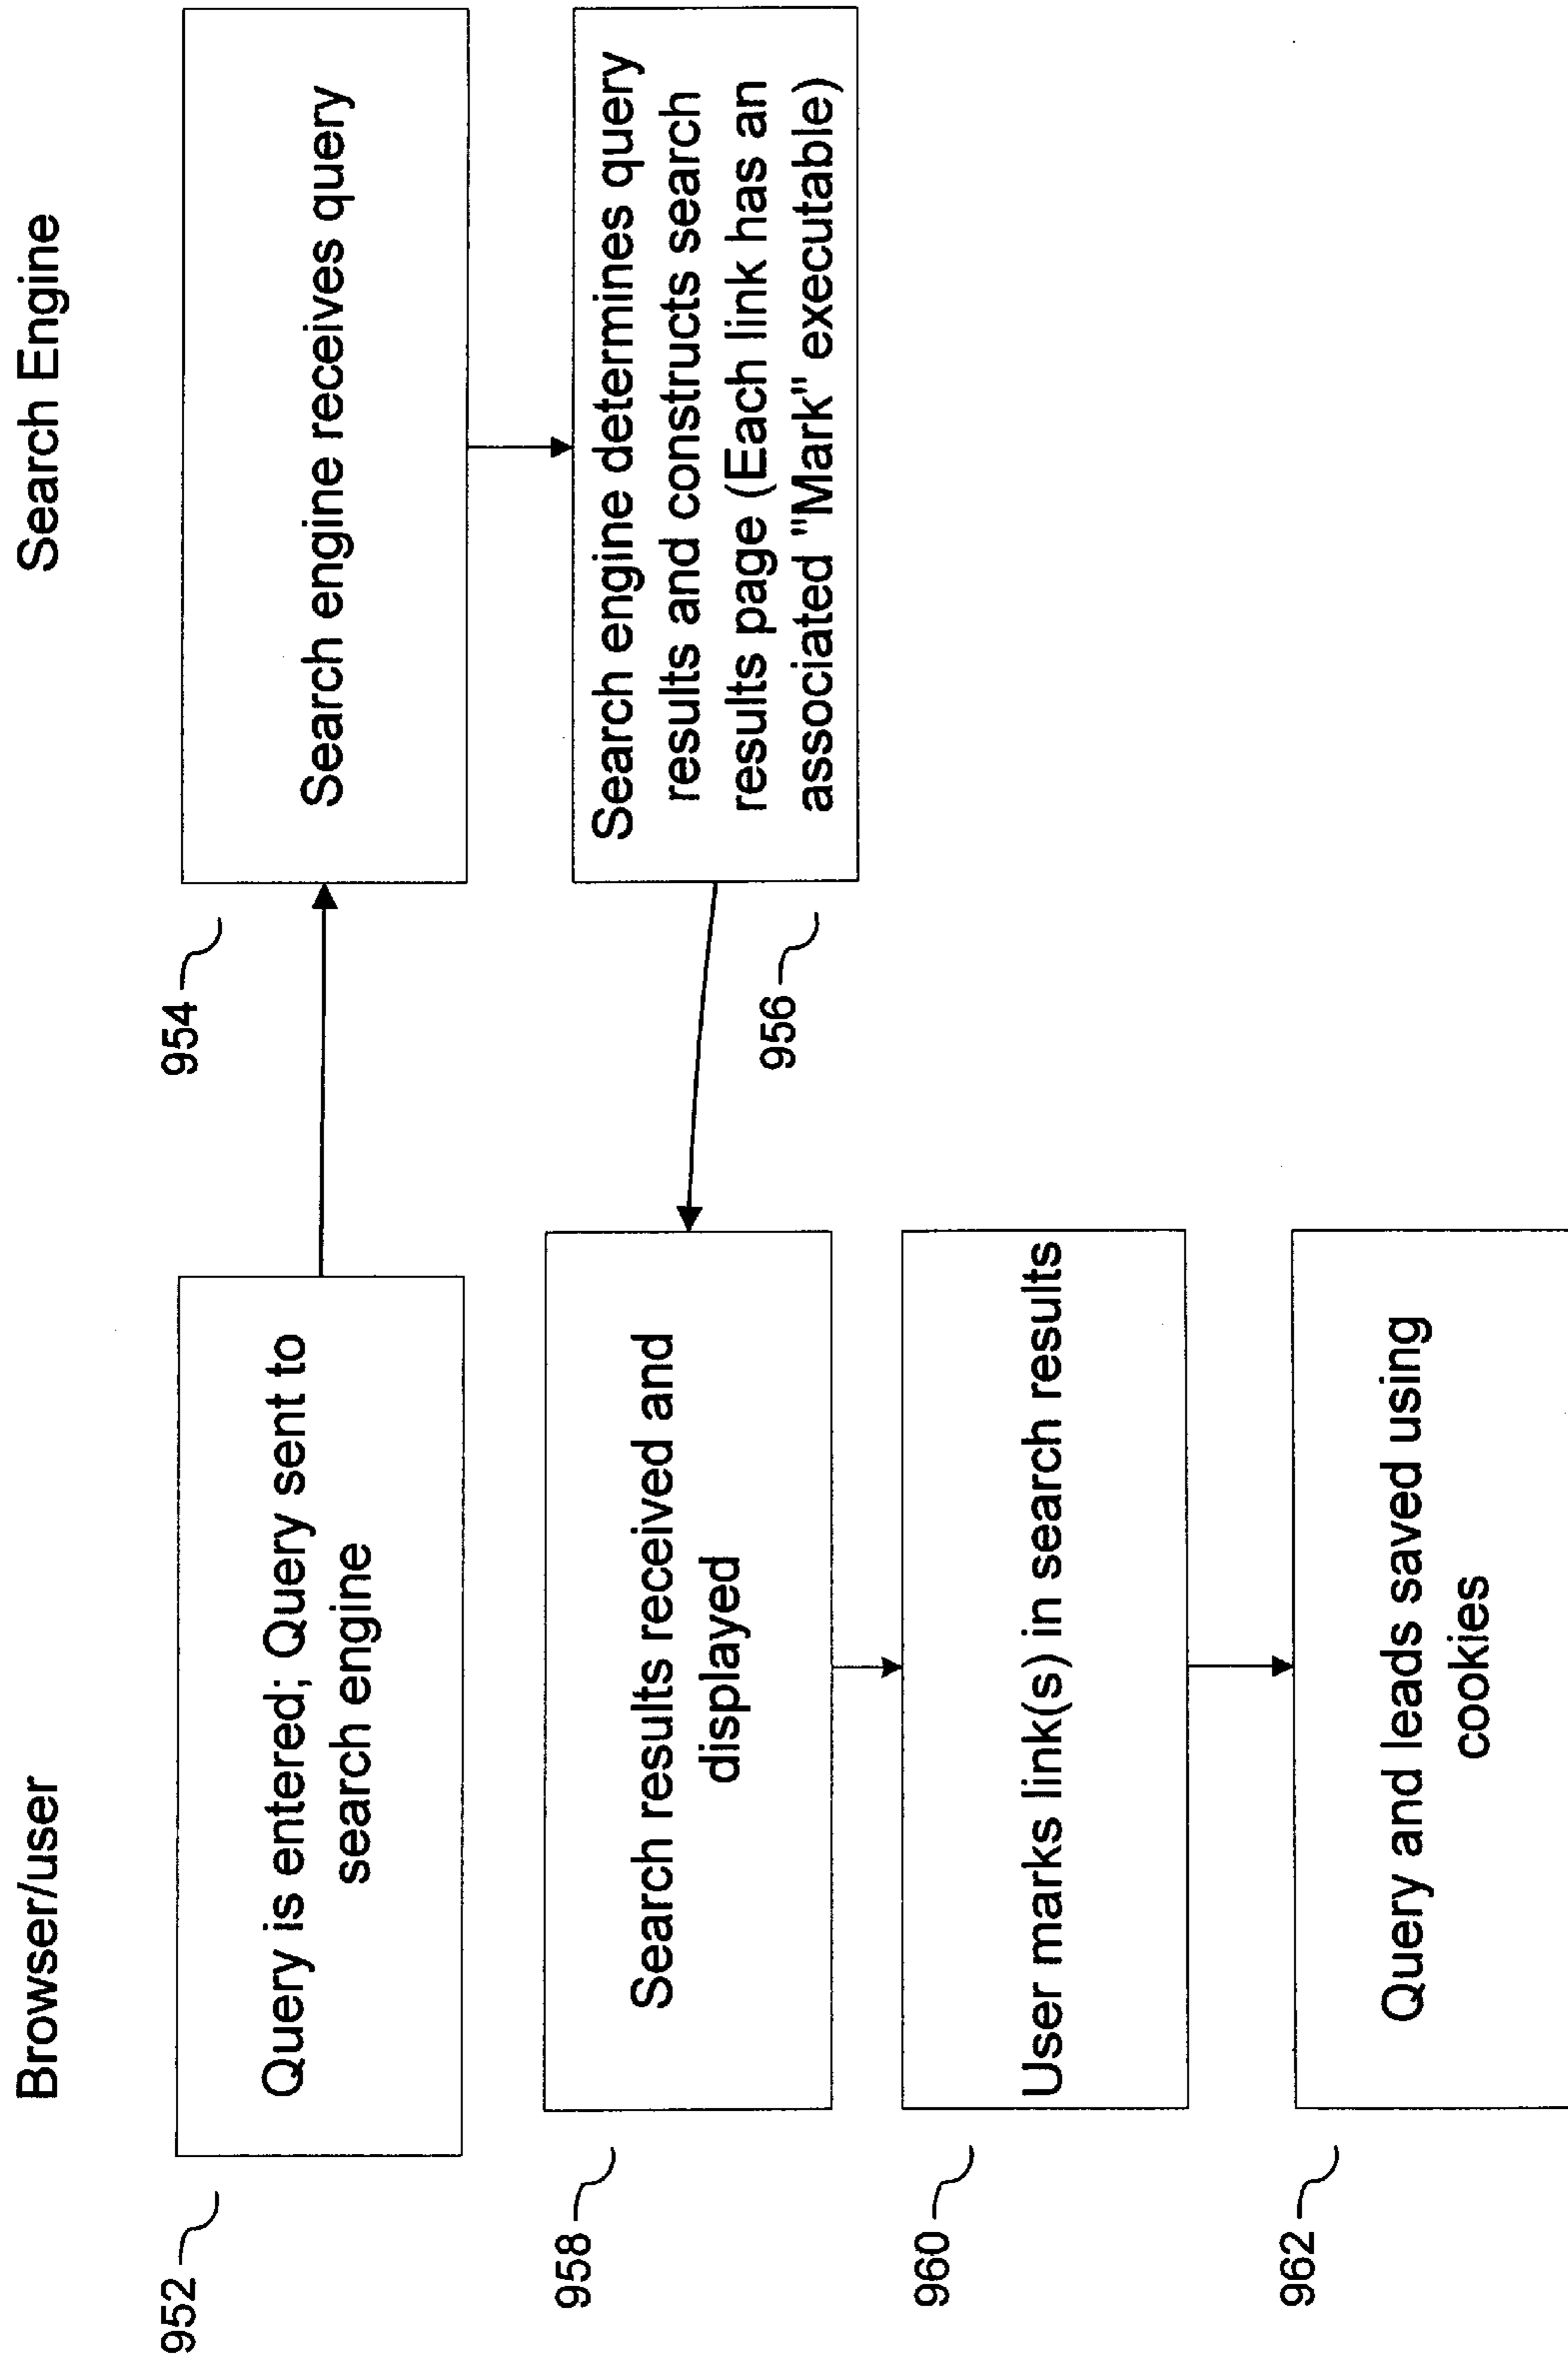 Browser/user
Search Engine
952
Query is entered; Query sent to
search engine
954
Search engine receives query
956
Search engine determines query
results and constructs search
results page (Each link has an
associated "Mark" executable)
958
Search results received and
displayed
960
User marks link(s) in search results
962
Query and leads saved using
cookies